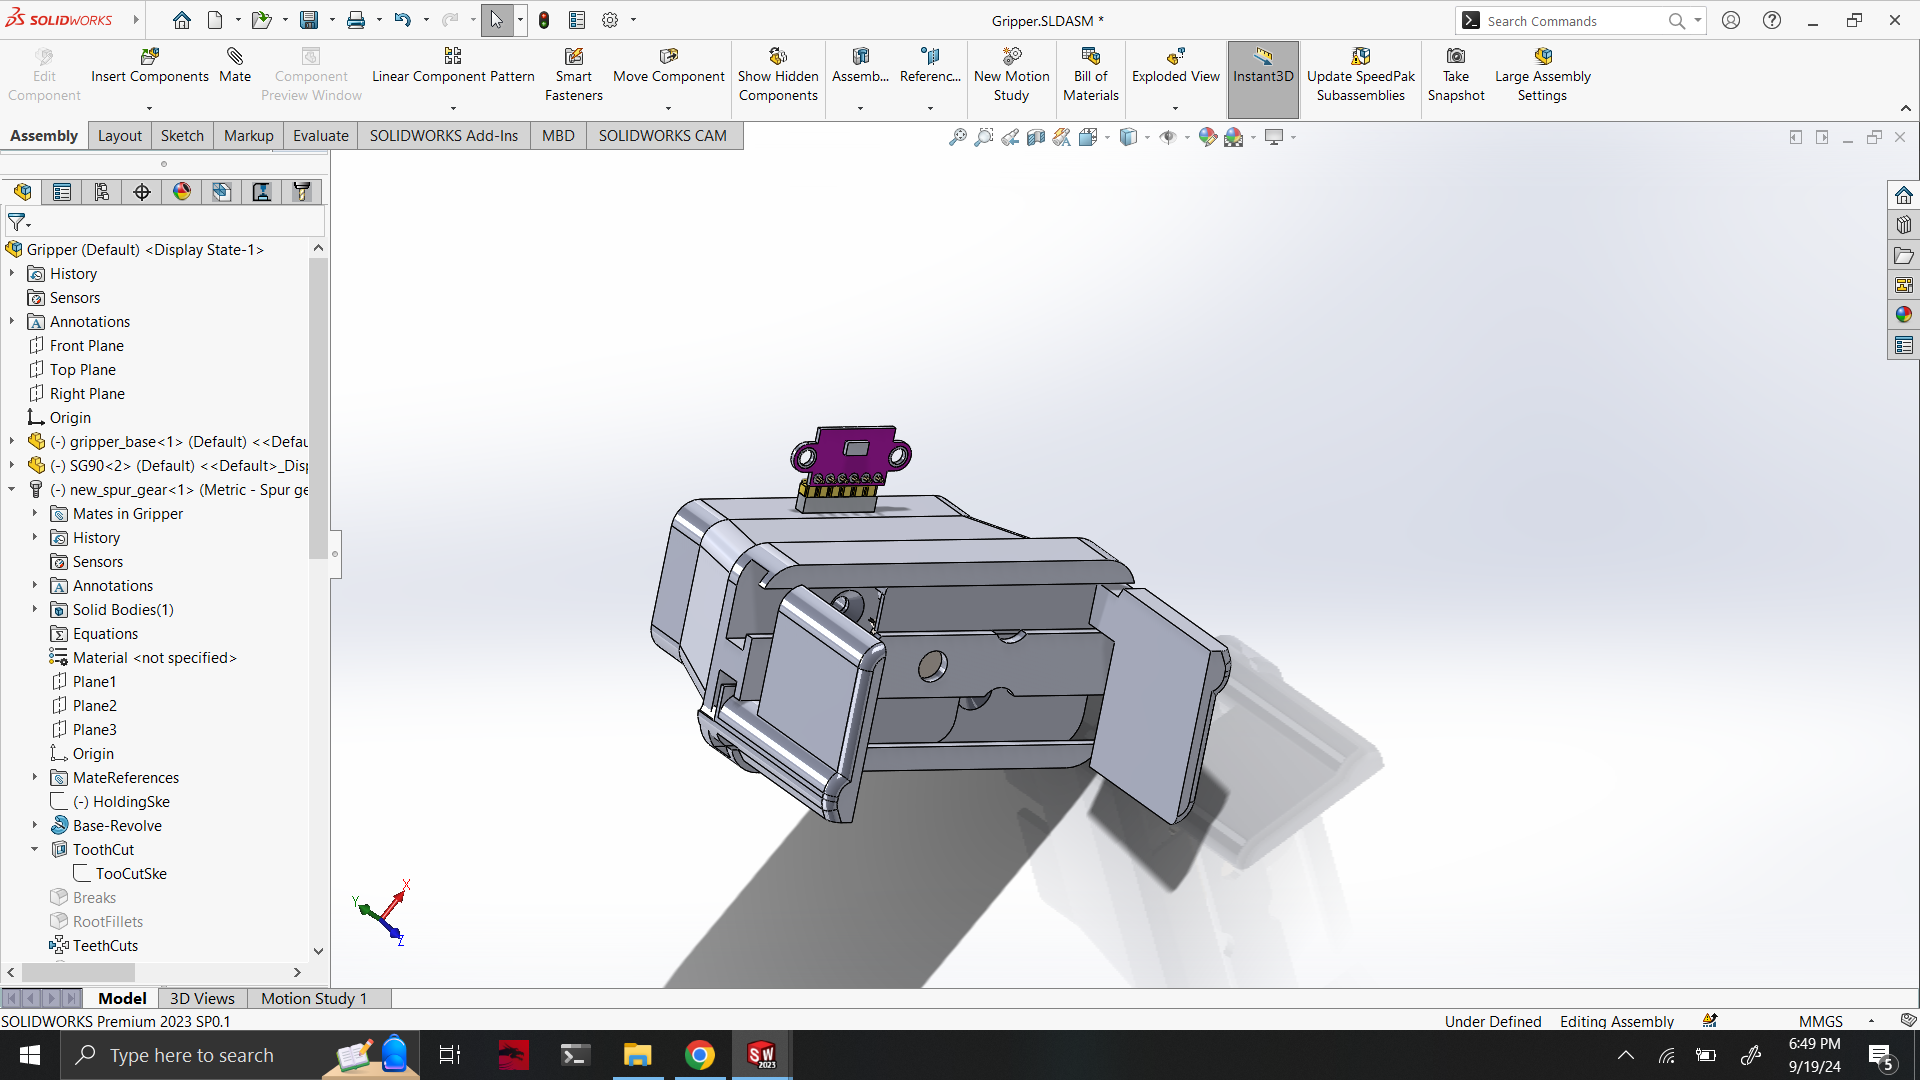 SOLIDWORKS
Gripper.SLDASM *
Search Commands
Edit Component
Insert Components
Mate
Component Preview Window
Linear Component Pattern
Smart Fasteners
Move Component
Show Hidden Components
Assemb...
Referenc...
New Motion Study
Bill of Materials
Exploded View
Instant3D
Update SpeedPak Subassemblies
Take Snapshot
Large Assembly Settings
Assembly
Layout
Sketch
Markup
Evaluate
SOLIDWORKS Add-Ins
MBD
SOLIDWORKS CAM
Gripper (Default) <Display State-1>
History
Sensors
Annotations
Front Plane
Top Plane
Right Plane
Origin
(-) gripper_base<1> (Default) <<Defau
(-) SG90<2> (Default) <<Default>_Disp
(-) new_spur_gear<1> (Metric - Spur ge
Mates in Gripper
History
Sensors
Annotations
Solid Bodies(1)
Equations
Material <not specified>
Plane1
Plane2
Plane3
Origin
MateReferences
(-) HoldingSke
Base-Revolve
ToothCut
TooCutSke
Breaks
RootFillets
TeethCuts
X
Y
Z
Model
3D Views
Motion Study 1
SOLIDWORKS Premium 2023 SP0.1
Under Defined
Editing Assembly
MMGS
Type here to search
SW
2023
6:49 PM
9/19/24
5